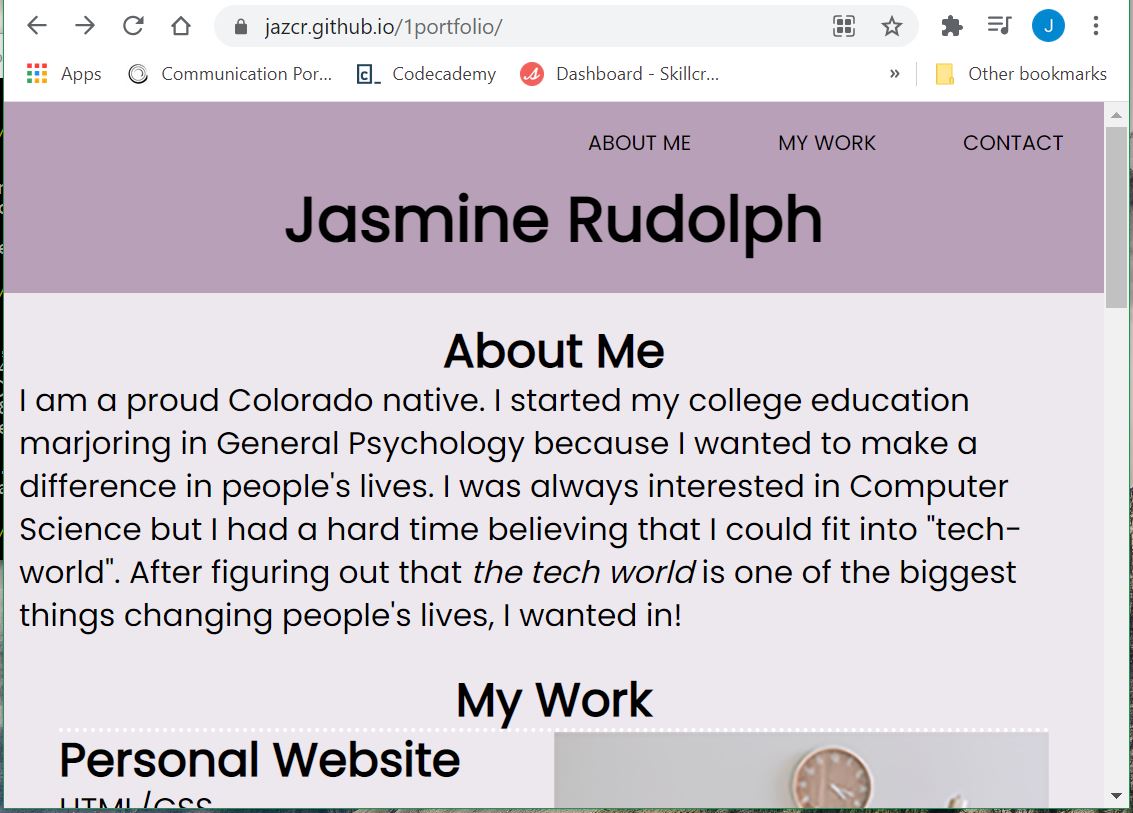 jazcr.github.io/1portfolio/
J
Apps
Communication Por...
Codecademy
Dashboard - Skillcr...
»
Other bookmarks
ABOUT ME
MY WORK
CONTACT
Jasmine Rudolph
About Me
I am a proud Colorado native. I started my college education
marjoring in General Psychology because I wanted to make a
difference in people's lives. I was always interested in Computer
Science but I had a hard time believing that I could fit into "tech-
world". After figuring out that the tech world is one of the biggest
things changing people's lives, I wanted in!
My Work
Personal Website
HTML/CSS